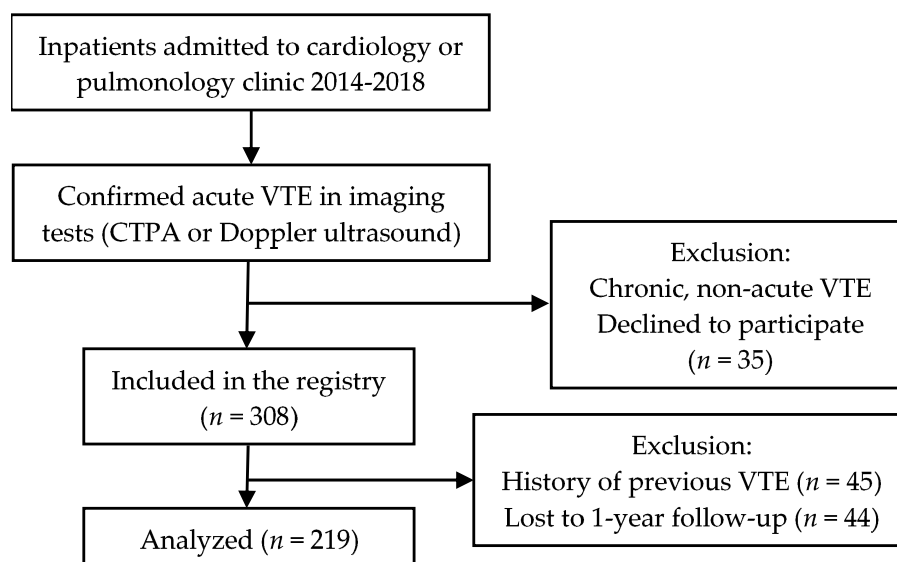 Inpatients admitted to cardiology or
pulmonology clinic 2014-2018
Confirmed acute VTE in imaging
tests (CTPA or Doppler ultrasound)
Exclusion:
Chronic, non-acute VTE
Declined to participate
(n = 35)
Included in the registry
(n = 308)
Exclusion:
History of previous VTE (n = 45)
Lost to 1-year follow-up (n = 44)
Analyzed (n = 219)